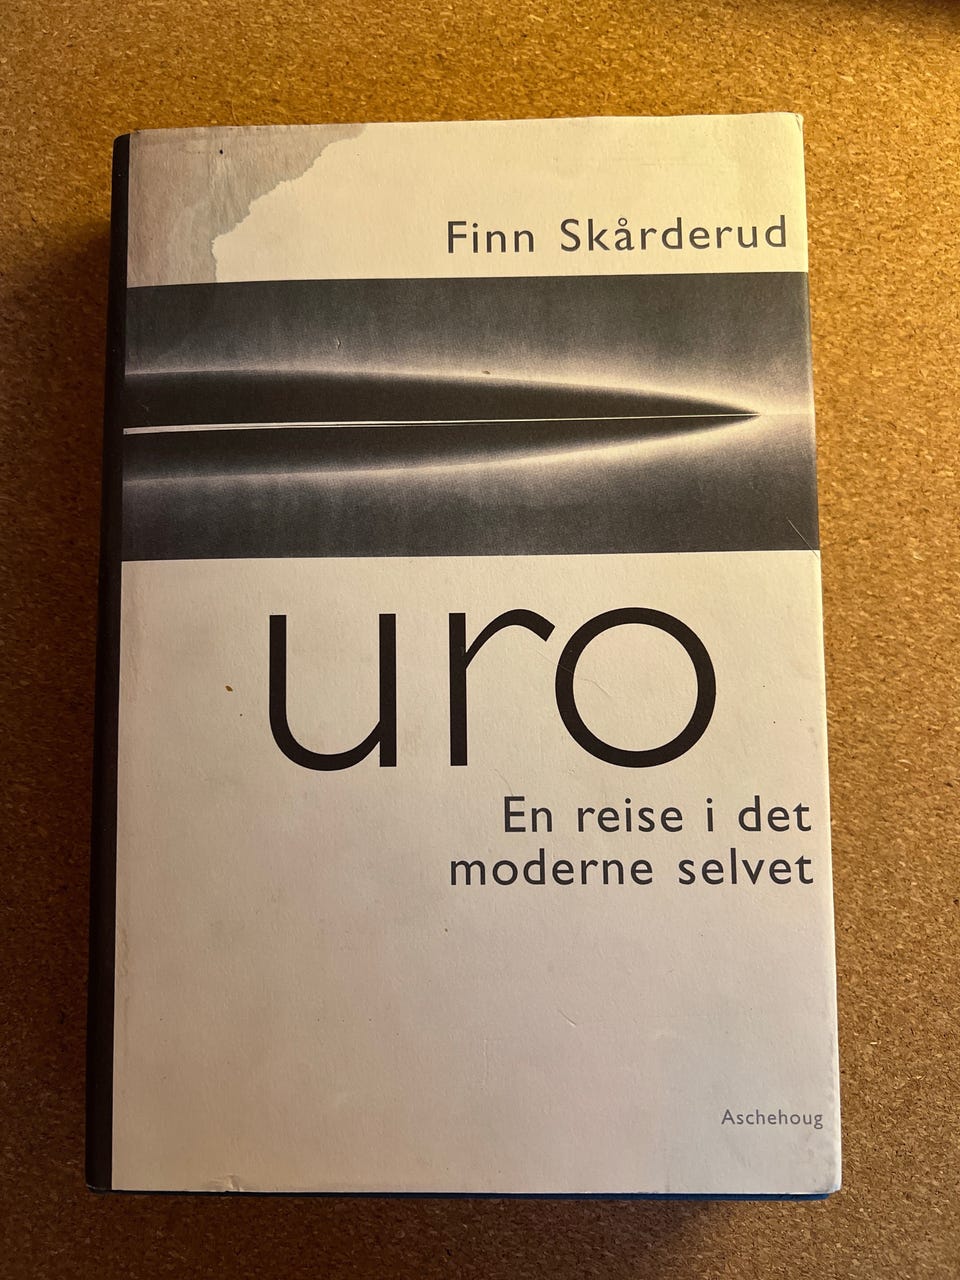 Finn Skårderud
uro
En reise i det
moderne selvet
Aschehoug